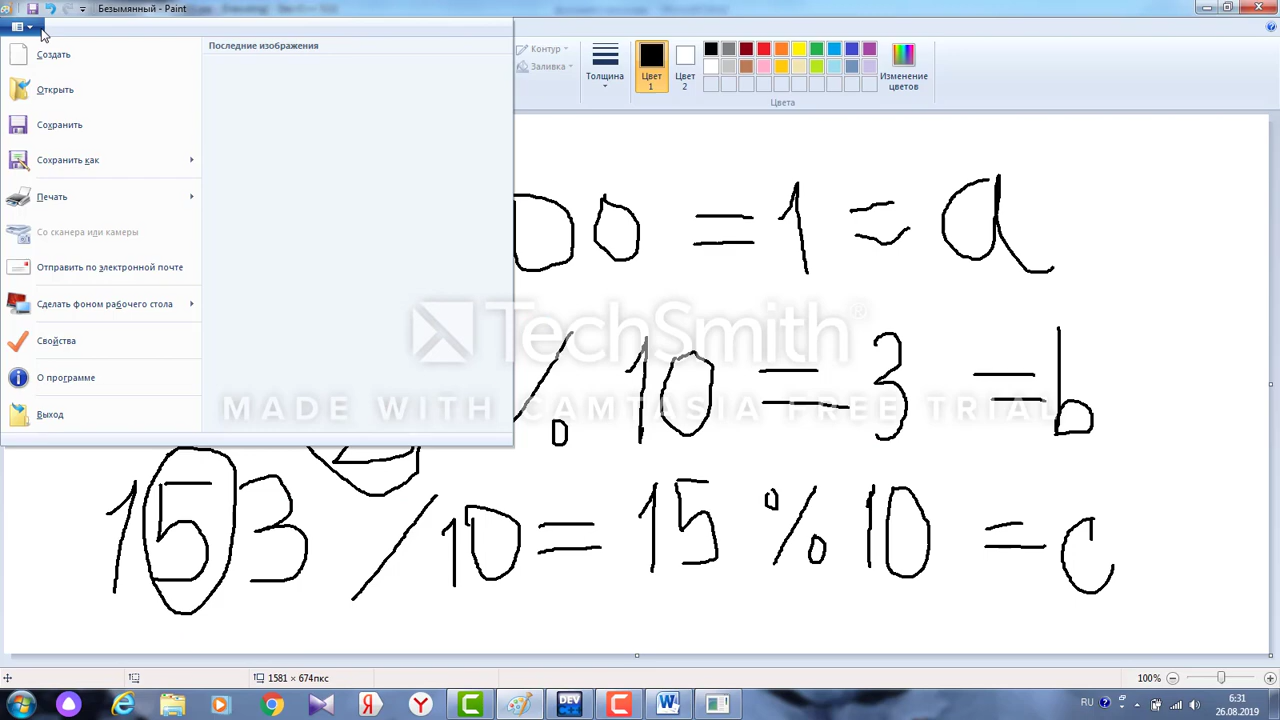 Безымянный - Paint
Создать
Последние изображения
Открыть
Сохранить
Сохранить как
Печать
Со сканера или камеры
Отправить по электронной почте
Сделать фоном рабочего стола
Свойства
О программе
Выход
Контур
Заливка
Толщина
Цвет 1
Цвет 2
Изменение цветов
Цвета
00 = 1 = a
10 = 3 = b
153 /10 = 15 % 10 = c
TechSmith®
MADE WITH CAMTASIA FREE TRIAL
1581 × 674пкс
100%
RU
6:31
26.08.2019
DEV